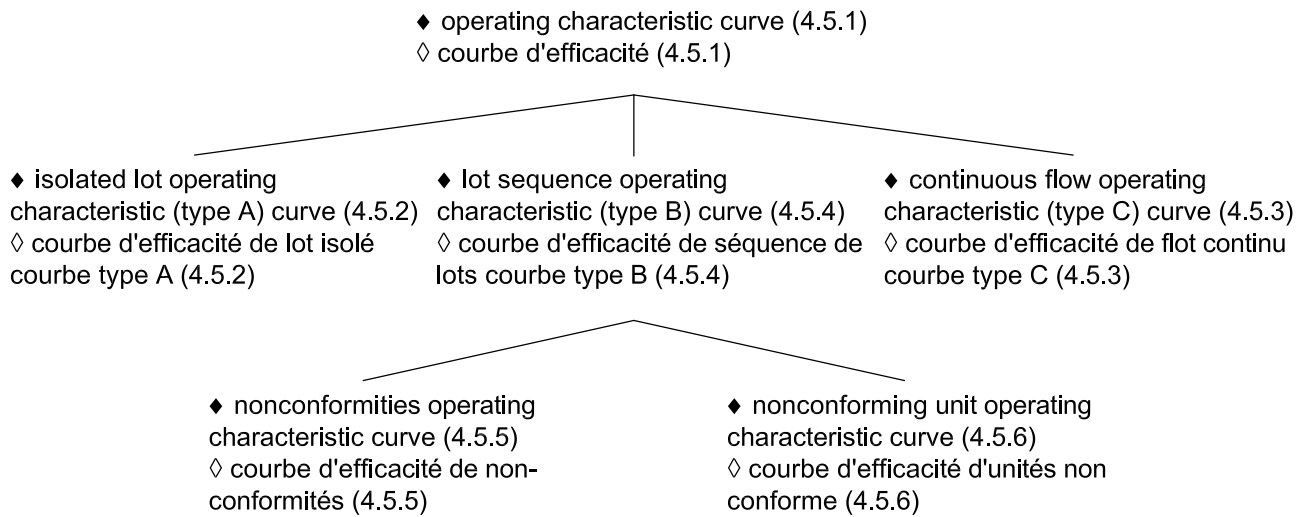 ♦ operating characteristic curve (4.5.1)
◊ courbe d'efficacité (4.5.1)
♦ isolated lot operating
characteristic (type A) curve (4.5.2)
◊ courbe d'efficacité de lot isolé
courbe type A (4.5.2)
♦ lot sequence operating
characteristic (type B) curve (4.5.4)
◊ courbe d'efficacité de séquence de
lots courbe type B (4.5.4)
♦ continuous flow operating
characteristic (type C) curve (4.5.3)
◊ courbe d'efficacité de flot continu
courbe type C (4.5.3)
♦ nonconformities operating
characteristic curve (4.5.5)
◊ courbe d'efficacité de non-
conformités (4.5.5)
♦ nonconforming unit operating
characteristic curve (4.5.6)
◊ courbe d'efficacité d'unités non
conforme (4.5.6)